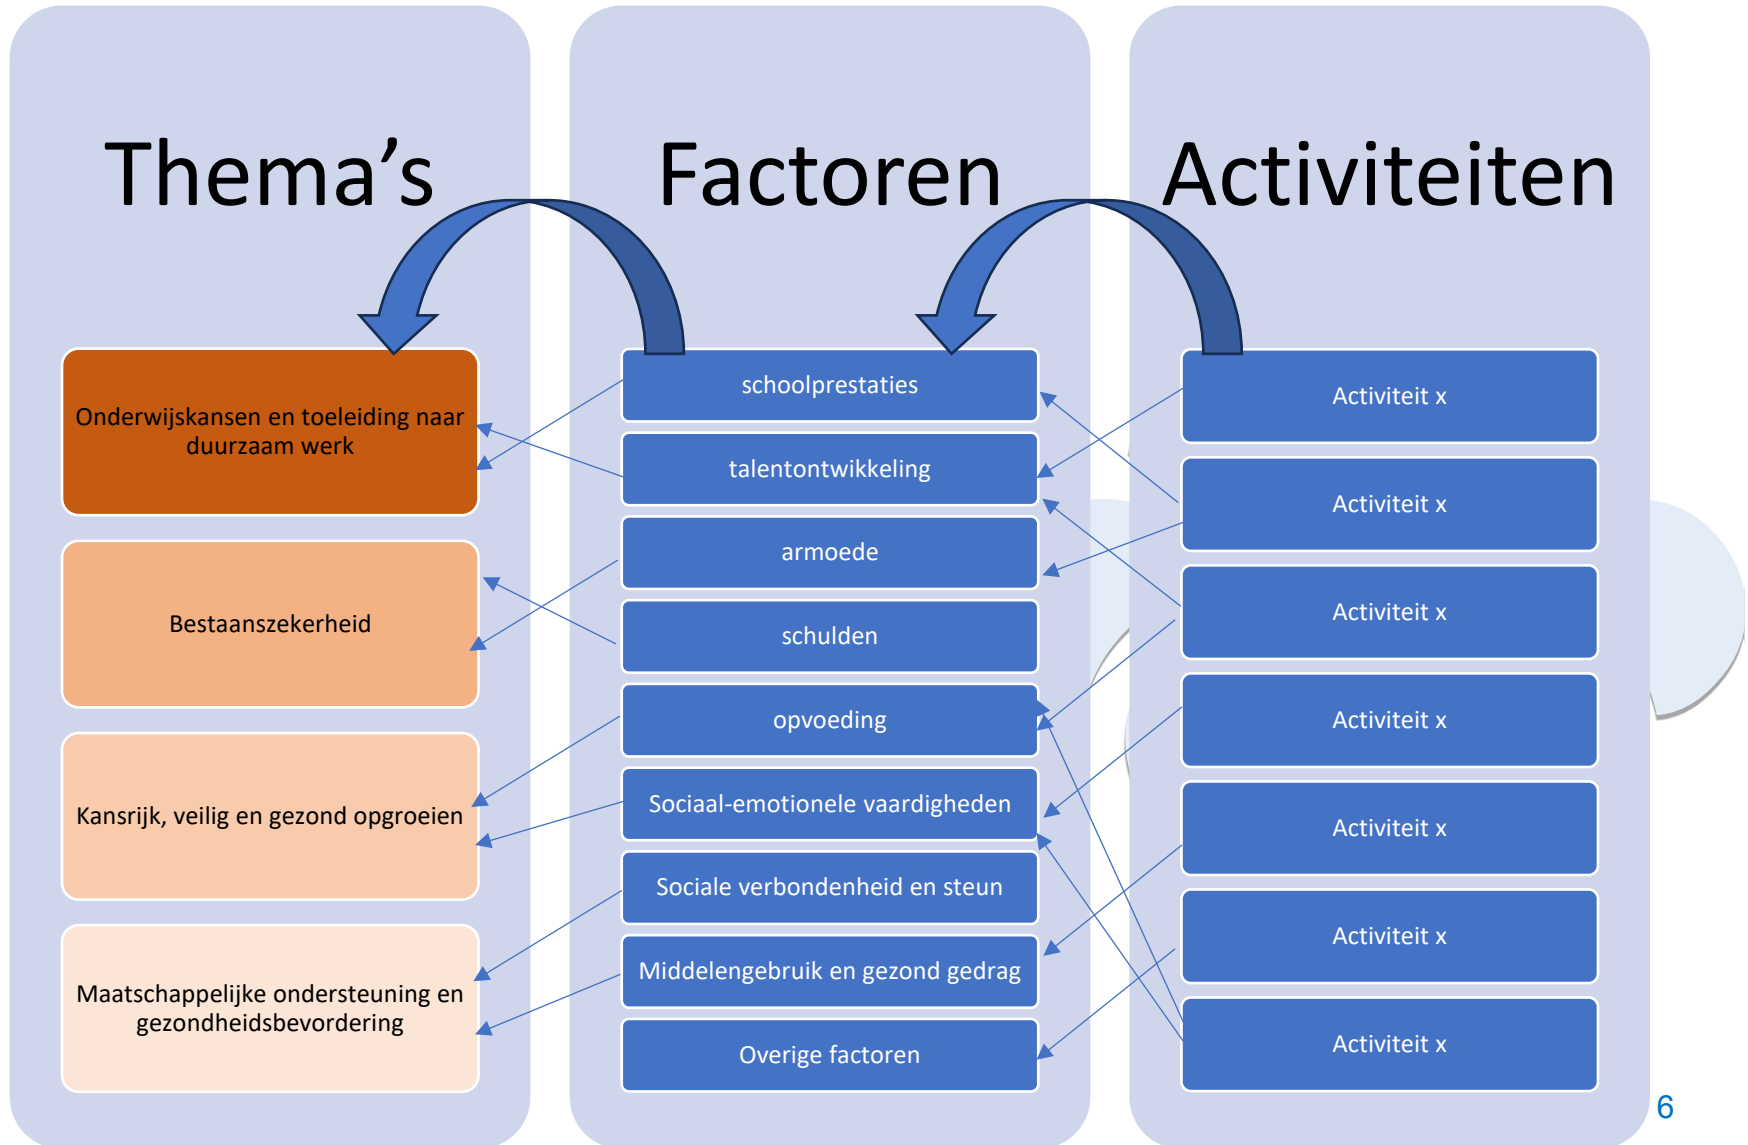 Thema’s
Onderwijskansen en toeleiding naar
duurzaam werk
Bestaanszekerheid
Kansrijk, veilig en gezond opgroeien
Maatschappelijke ondersteuning en
gezondheidsbevordering
Factoren
schoolprestaties
talentontwikkeling
armoede
schulden
opvoeding
Sociaal-emotionele vaardigheden
Sociale verbondenheid en steun
Middelengebruik en gezond gedrag
Overige factoren
Activiteiten
Activiteit x
Activiteit x
Activiteit x
Activiteit x
Activiteit x
Activiteit x
Activiteit x
6